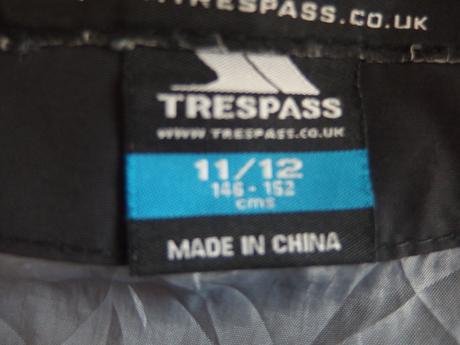 TRESPASS.CO.UK
TRESPASS
WWW.TRESPASS.CO.UK
11/12
146 - 152
cms
MADE IN CHINA